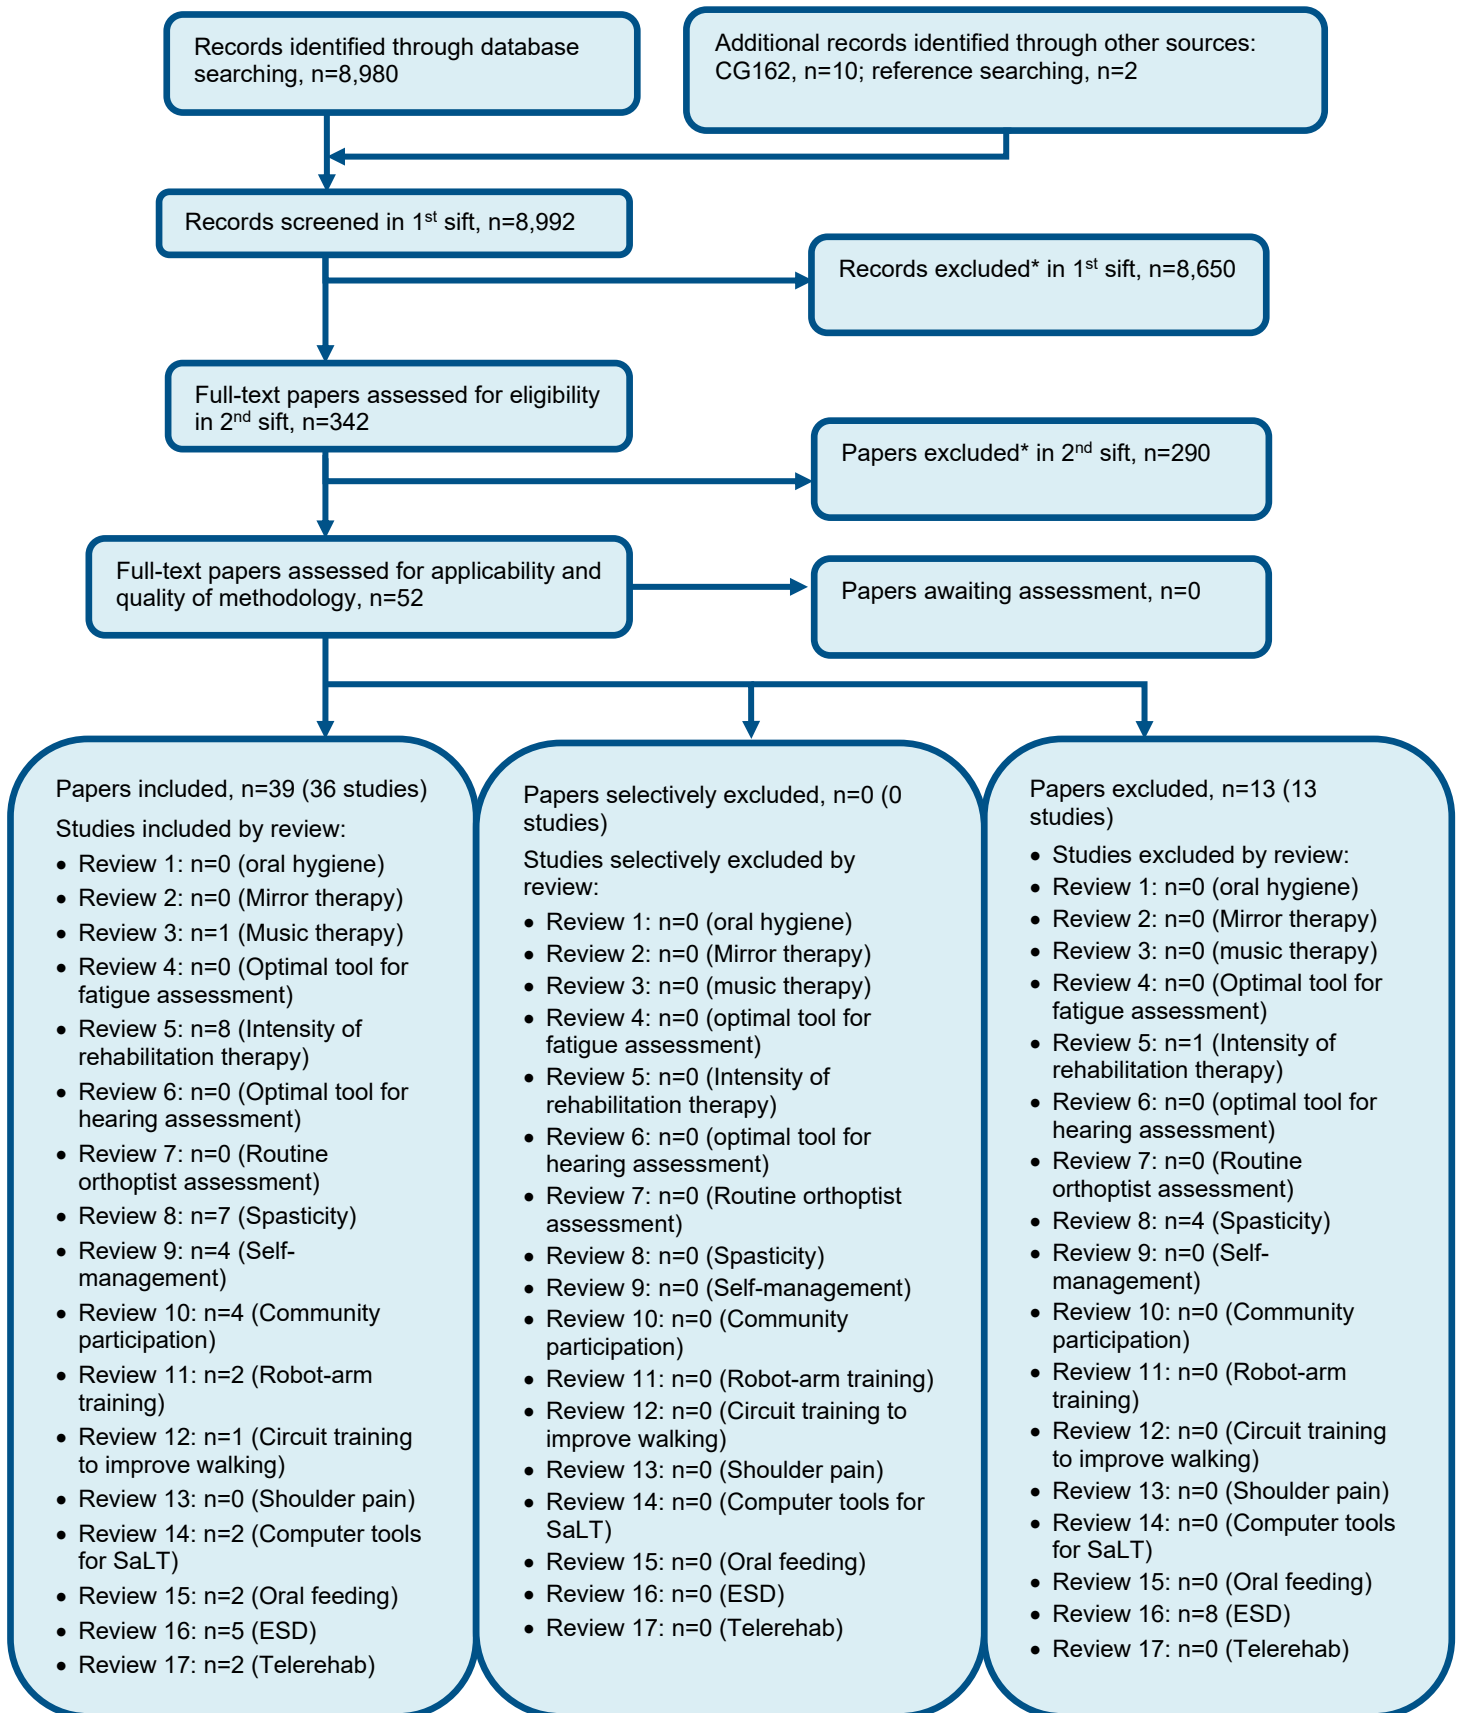 Records identified through database
searching, n=8,980
Additional records identified through other sources:
CG162, n=10; reference searching, n=2
Records screened in 1st sift, n=8,992
Records excluded* in 1st sift, n=8,650
Full-text papers assessed for eligibility
in 2nd sift, n=342
Papers excluded* in 2nd sift, n=290
Full-text papers assessed for applicability and
quality of methodology, n=52
Papers awaiting assessment, n=0
Papers included, n=39 (36 studies)
Studies included by review:
• Review 1: n=0 (oral hygiene)
• Review 2: n=0 (Mirror therapy)
• Review 3: n=1 (Music therapy)
• Review 4: n=0 (Optimal tool for
fatigue assessment)
• Review 5: n=8 (Intensity of
rehabilitation therapy)
• Review 6: n=0 (Optimal tool for
hearing assessment)
• Review 7: n=0 (Routine
orthoptist assessment)
• Review 8: n=7 (Spasticity)
• Review 9: n=4 (Self-
management)
• Review 10: n=4 (Community
participation)
• Review 11: n=2 (Robot-arm
training)
• Review 12: n=1 (Circuit training
to improve walking)
• Review 13: n=0 (Shoulder pain)
• Review 14: n=2 (Computer tools
for SaLT)
• Review 15: n=2 (Oral feeding)
• Review 16: n=5 (ESD)
• Review 17: n=2 (Telerehab)
Papers selectively excluded, n=0 (0
studies)
Studies selectively excluded by
review:
• Review 1: n=0 (oral hygiene)
• Review 2: n=0 (Mirror therapy)
• Review 3: n=0 (music therapy)
• Review 4: n=0 (optimal tool for
fatigue assessment)
• Review 5: n=0 (Intensity of
rehabilitation therapy)
• Review 6: n=0 (optimal tool for
hearing assessment)
• Review 7: n=0 (Routine orthoptist
assessment)
• Review 8: n=0 (Spasticity)
• Review 9: n=0 (Self-management)
• Review 10: n=0 (Community
participation)
• Review 11: n=0 (Robot-arm training)
• Review 12: n=0 (Circuit training to
improve walking)
• Review 13: n=0 (Shoulder pain)
• Review 14: n=0 (Computer tools for
SaLT)
• Review 15: n=0 (Oral feeding)
• Review 16: n=0 (ESD)
• Review 17: n=0 (Telerehab)
Papers excluded, n=13 (13
studies)
• Studies excluded by review:
• Review 1: n=0 (oral hygiene)
• Review 2: n=0 (Mirror therapy)
• Review 3: n=0 (music therapy)
• Review 4: n=0 (Optimal tool for
fatigue assessment)
• Review 5: n=1 (Intensity of
rehabilitation therapy)
• Review 6: n=0 (optimal tool for
hearing assessment)
• Review 7: n=0 (Routine
orthoptist assessment)
• Review 8: n=4 (Spasticity)
• Review 9: n=0 (Self-
management)
• Review 10: n=0 (Community
participation)
• Review 11: n=0 (Robot-arm
training)
• Review 12: n=0 (Circuit training
to improve walking)
• Review 13: n=0 (Shoulder pain)
• Review 14: n=0 (Computer tools
for SaLT)
• Review 15: n=0 (Oral feeding)
• Review 16: n=8 (ESD)
• Review 17: n=0 (Telerehab)